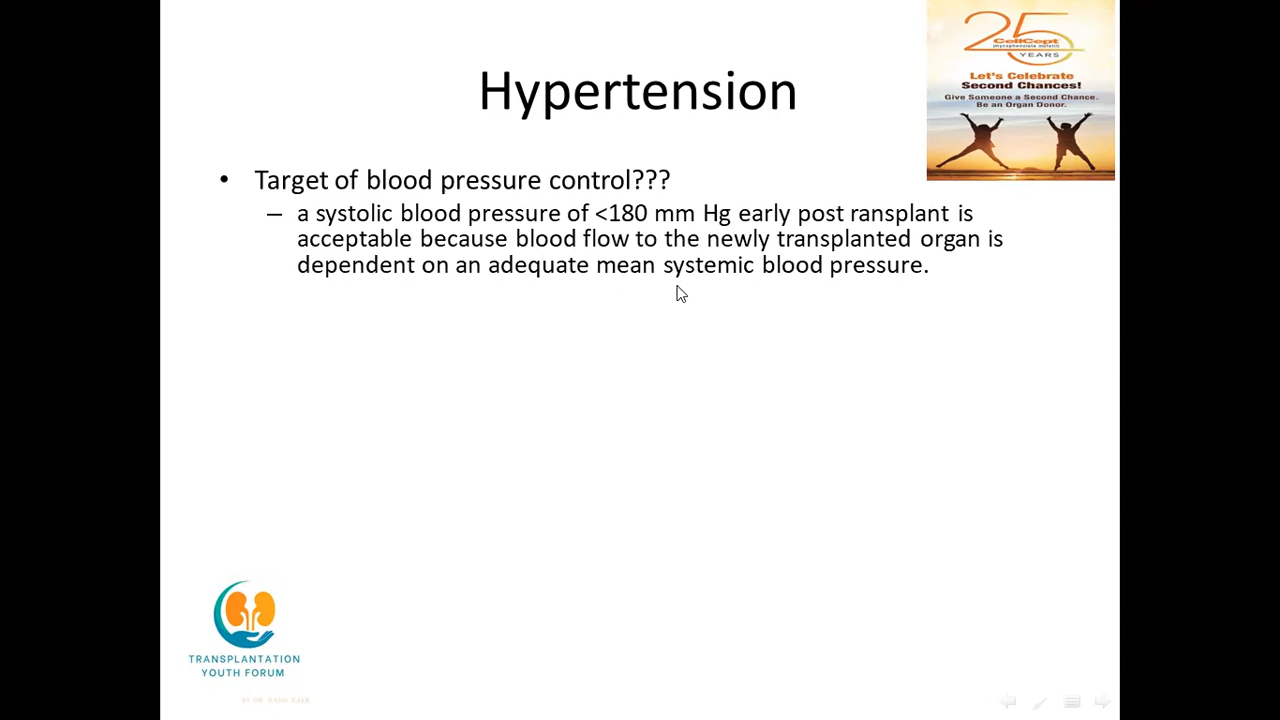 25
CellCept
(mycophenolate mofetil)
YEARS
Let's Celebrate
Second Chances!
Give Someone a Second Chance.
Be an Organ Donor.
Hypertension
• Target of blood pressure control???
– a systolic blood pressure of <180 mm Hg early post ransplant is
acceptable because blood flow to the newly transplanted organ is
dependent on an adequate mean systemic blood pressure.
TRANSPLANTATION
YOUTH FORUM